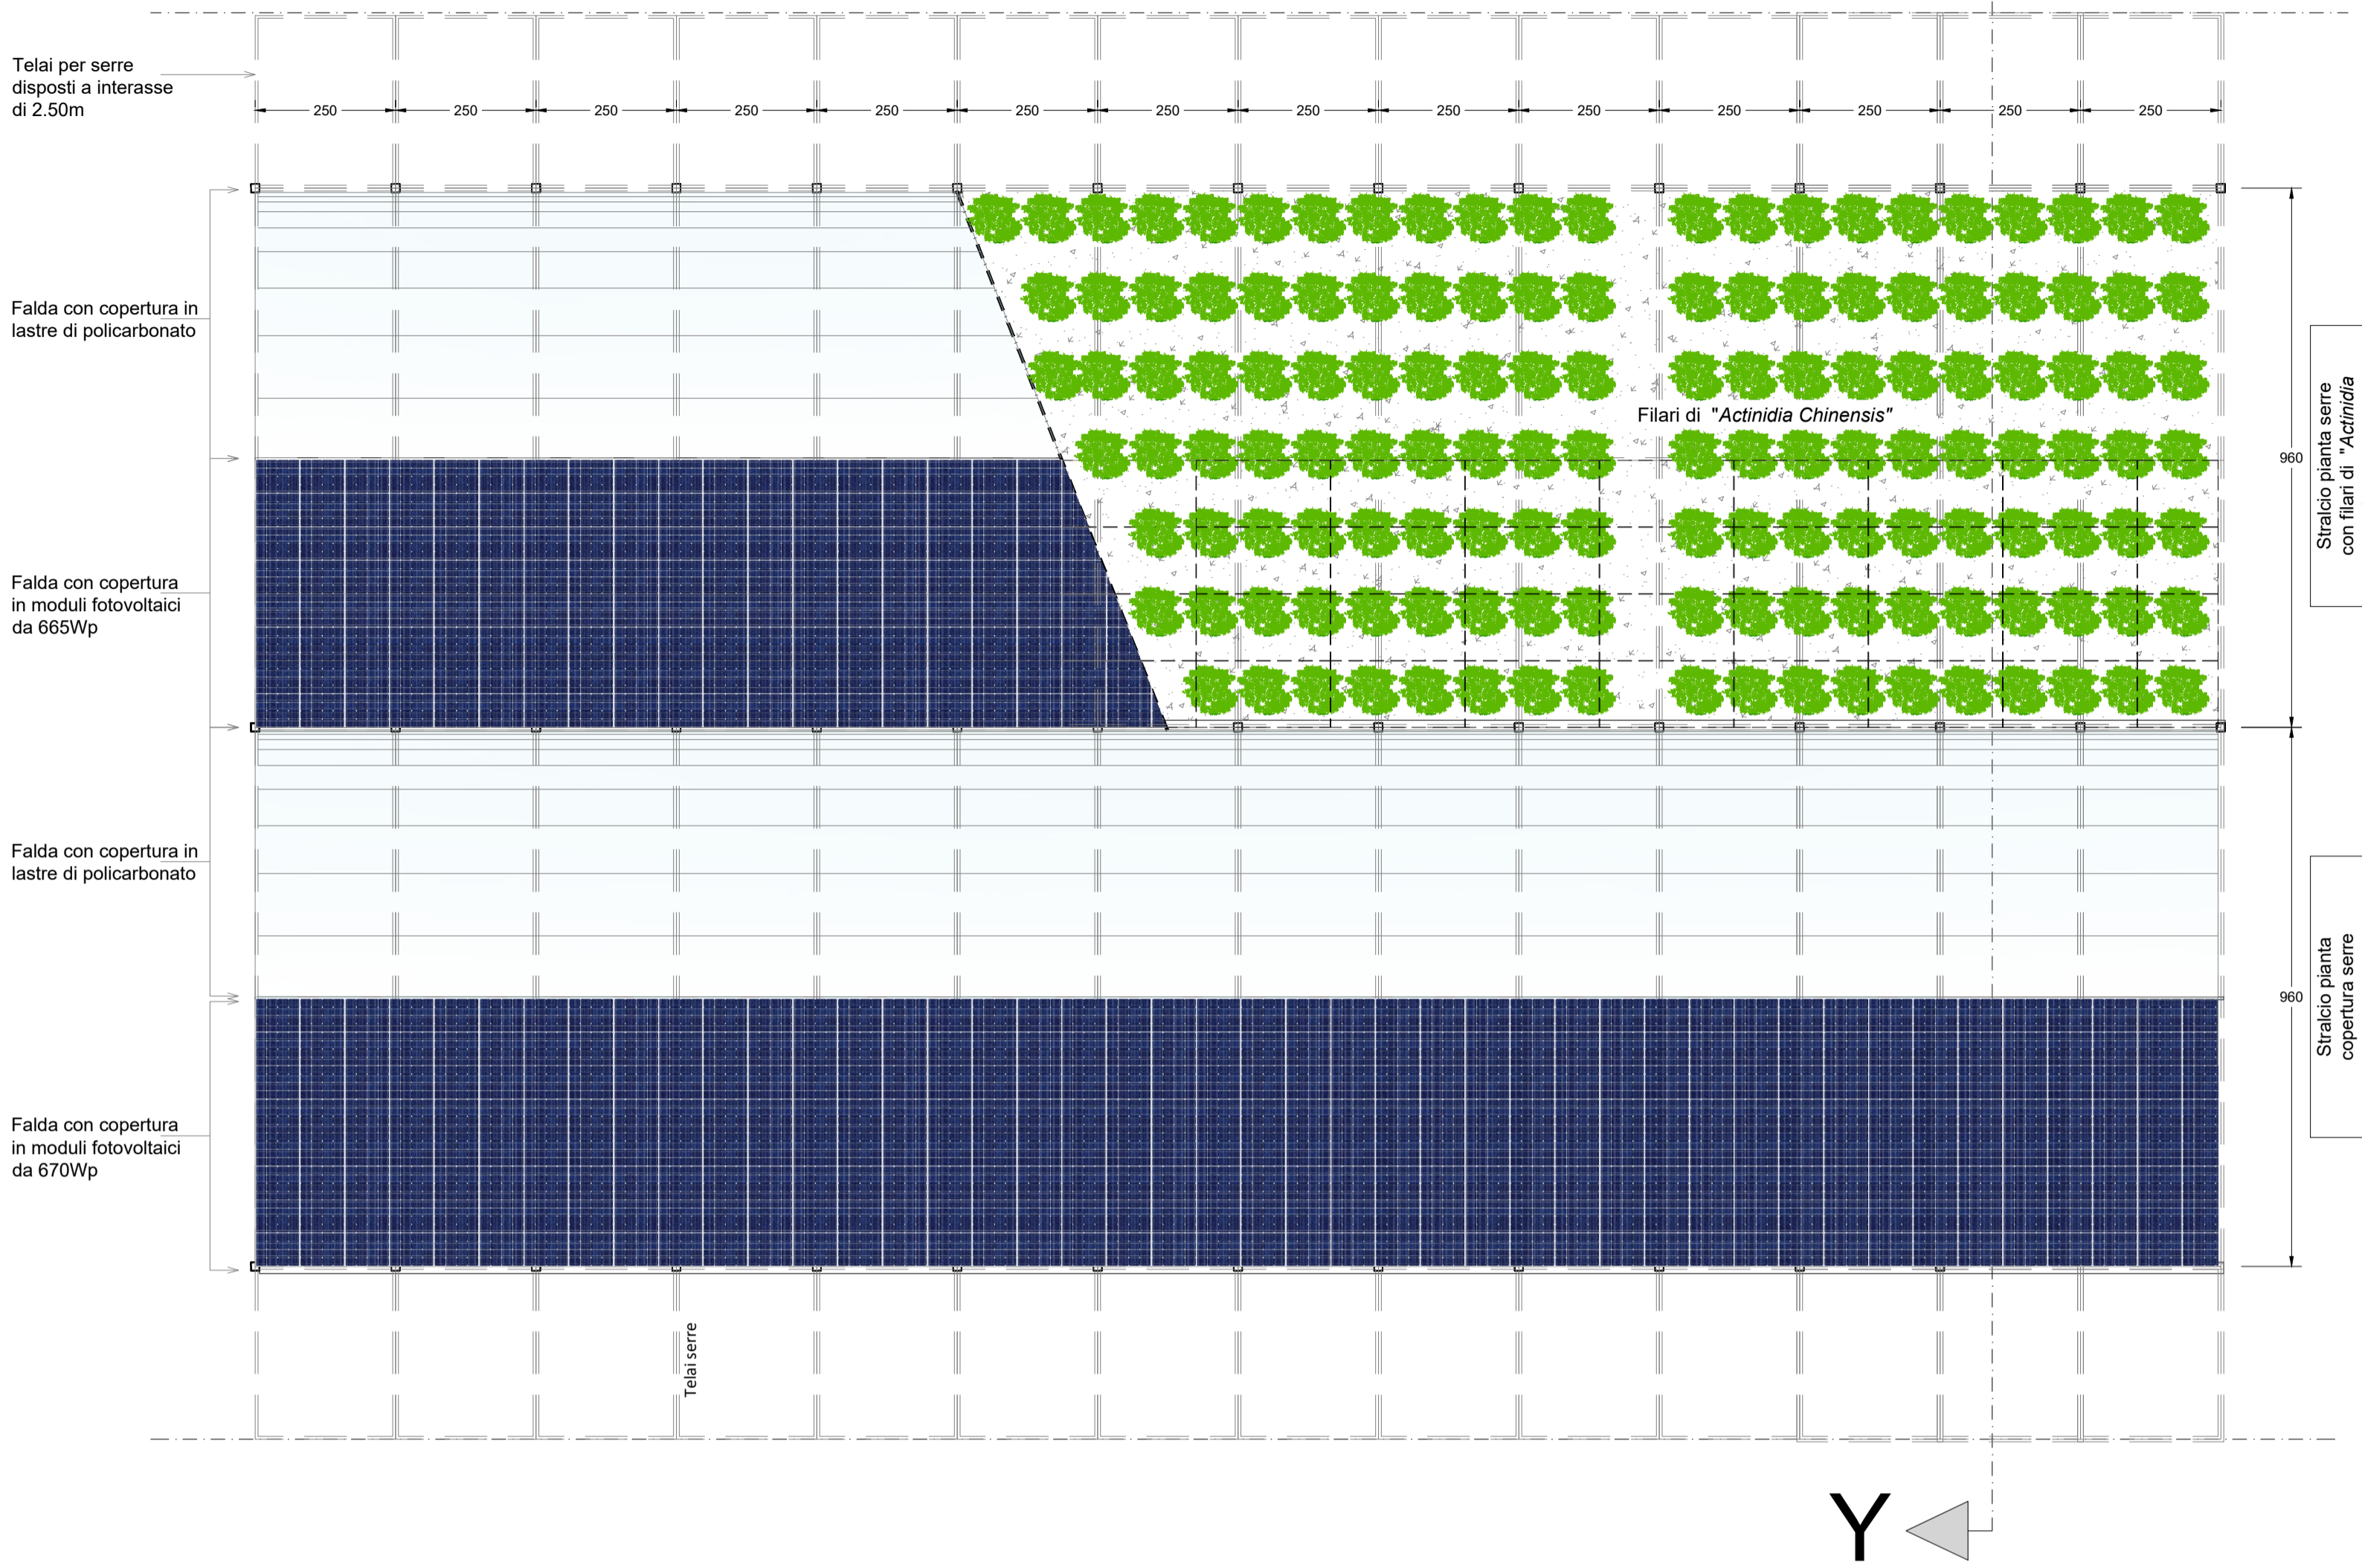 Telai per serre
disposti a interasse
di 2.50m
250 250 250 250 250 250 250 250 250 250 250 250 250 250
Falda con copertura in
lastre di policarbonato
Filari di "Actinidia Chinensis"
Stralcio pianta serre
con filari di "Actinidia
960
Falda con copertura
in moduli fotovoltaici
da 665Wp
Falda con copertura in
lastre di policarbonato
Stralcio pianta
copertura serre
960
Falda con copertura
in moduli fotovoltaici
da 670Wp
Telai serre
Y